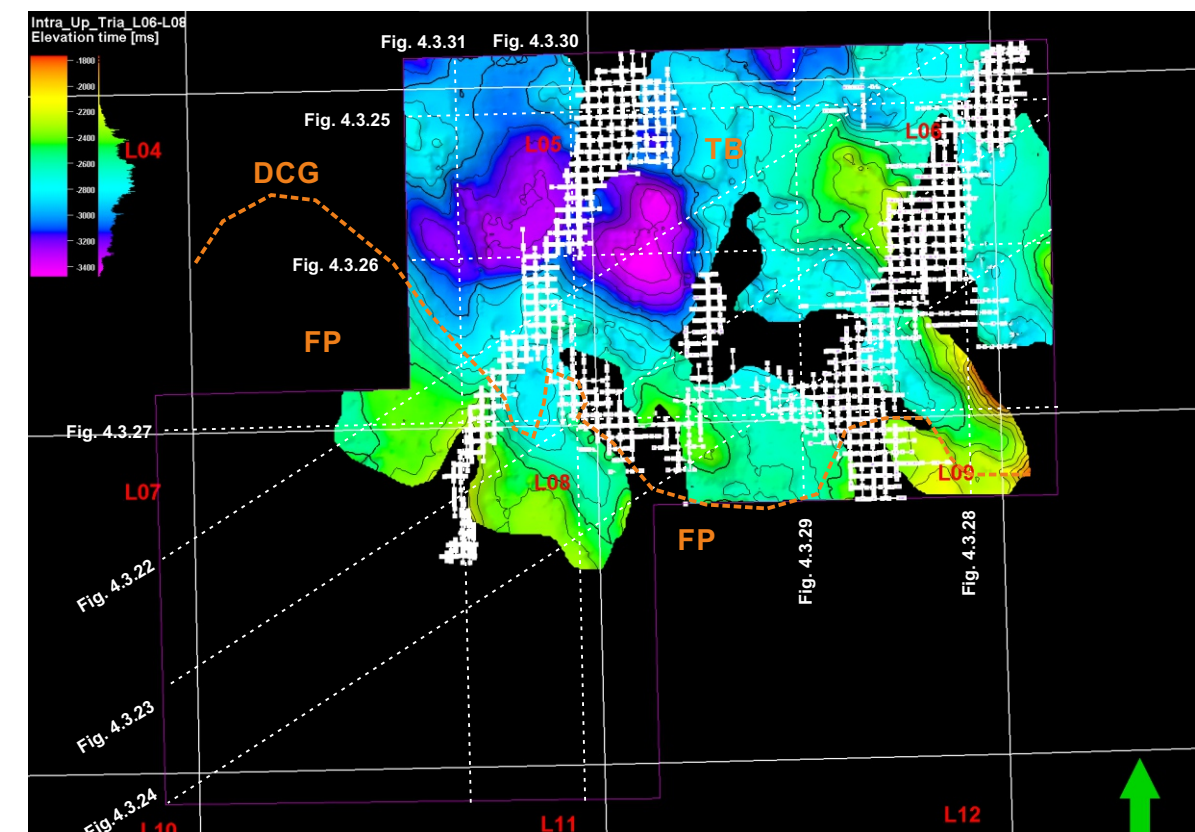 Intra_Up_Tria_L06-L08
Elevation time [ms]
-1800
-2000
-2200
-2400
-2600
-2800
-3000
-3200
-3400
Fig. 4.3.31
Fig. 4.3.30
Fig. 4.3.25
L04
L05
TB
L06
DCG
Fig. 4.3.26
FP
Fig. 4.3.27
L07
L08
L09
FP
Fig. 4.3.29
Fig. 4.3.28
Fig. 4.3.22
Fig. 4.3.23
Fig.4.3.24
L10
L11
L12